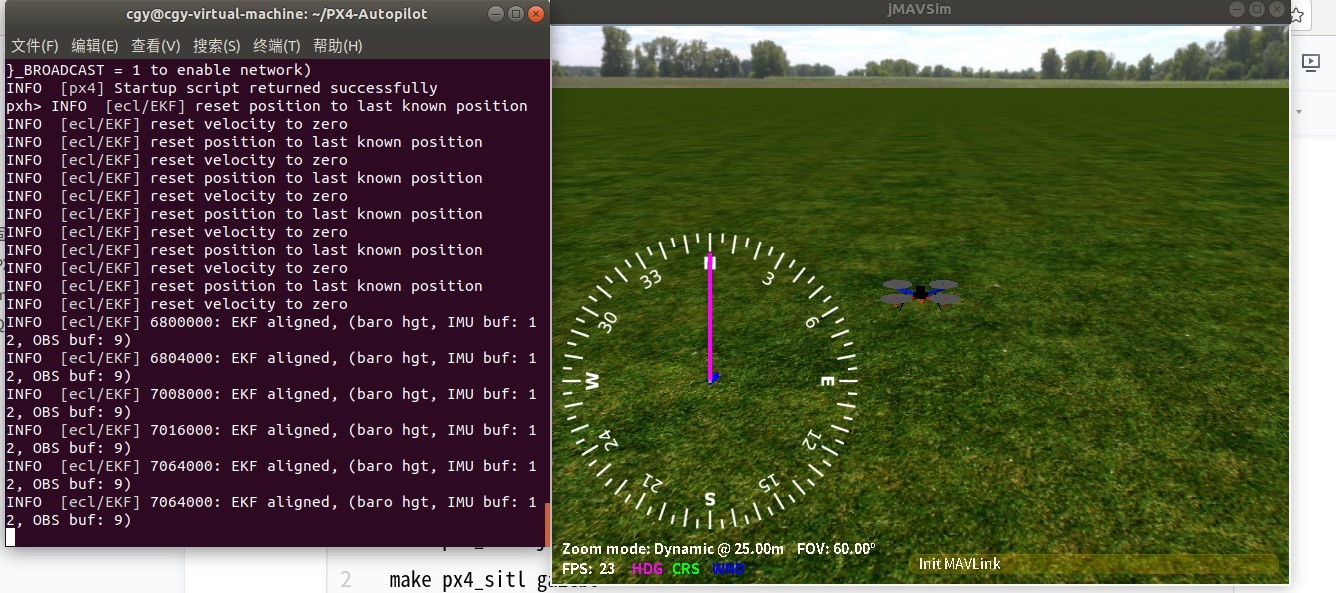 cgy@cgy-virtual-machine: ~/PX4-Autopilot
文件(F) 编辑(E) 查看(V) 搜索(S) 终端(T) 帮助(H)
}_BROADCAST = 1 to enable network)
INFO  [px4] Startup script returned successfully
pxh> INFO  [ecl/EKF] reset position to last known position
INFO  [ecl/EKF] reset velocity to zero
INFO  [ecl/EKF] reset position to last known position
INFO  [ecl/EKF] reset velocity to zero
INFO  [ecl/EKF] reset position to last known position
INFO  [ecl/EKF] reset velocity to zero
INFO  [ecl/EKF] reset position to last known position
INFO  [ecl/EKF] reset velocity to zero
INFO  [ecl/EKF] reset position to last known position
INFO  [ecl/EKF] reset velocity to zero
INFO  [ecl/EKF] reset position to last known position
INFO  [ecl/EKF] reset velocity to zero
INFO  [ecl/EKF] 6800000: EKF aligned, (baro hgt, IMU buf: 1
2, OBS buf: 9)
INFO  [ecl/EKF] 6804000: EKF aligned, (baro hgt, IMU buf: 1
2, OBS buf: 9)
INFO  [ecl/EKF] 7008000: EKF aligned, (baro hgt, IMU buf: 1
2, OBS buf: 9)
INFO  [ecl/EKF] 7016000: EKF aligned, (baro hgt, IMU buf: 1
2, OBS buf: 9)
INFO  [ecl/EKF] 7064000: EKF aligned, (baro hgt, IMU buf: 1
2, OBS buf: 9)
INFO  [ecl/EKF] 7064000: EKF aligned, (baro hgt, IMU buf: 1
2, OBS buf: 9)
jMAVSim
N
3
6
E
12
15
S
21
24
W
30
33
Zoom mode: Dynamic @ 25.00m FOV: 60.00°
FPS: 23 HDG CRS WND
Init MAVLink
2 make px4_sitl